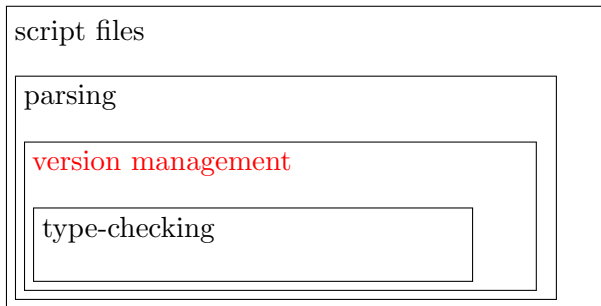 script files
parsing
version management
type-checking